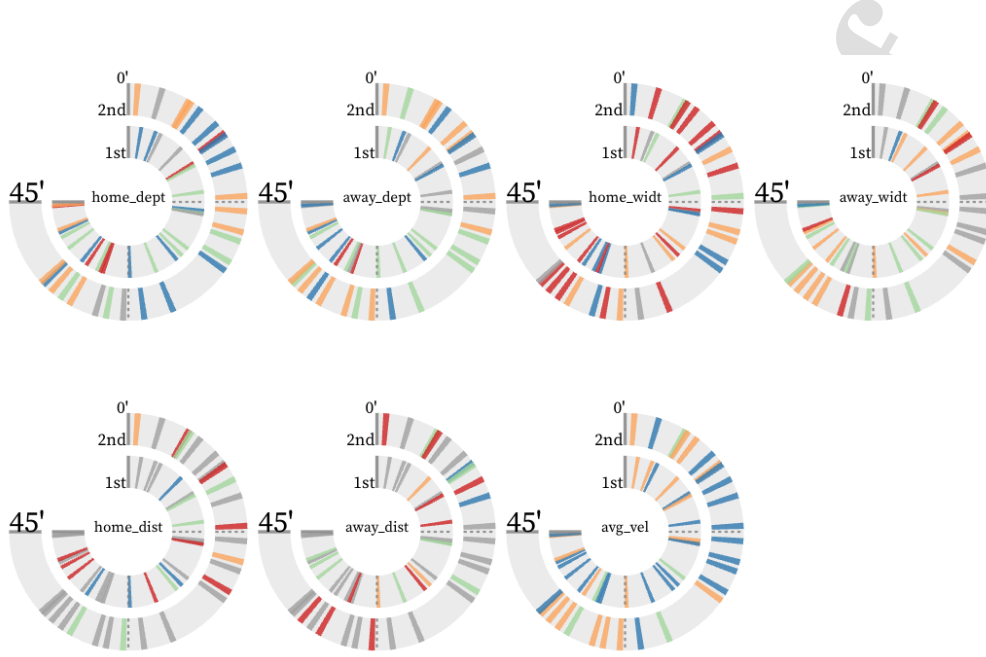 0' 0' 0' 0'
2nd 2nd 2nd 2nd
1st 1st 1st 1st
45' home_dept 45' away_dept 45' home_widt 45' away_widt
0' 0' 0'
2nd 2nd 2nd
1st 1st 1st
45' home_dist 45' away_dist 45' avg_vel